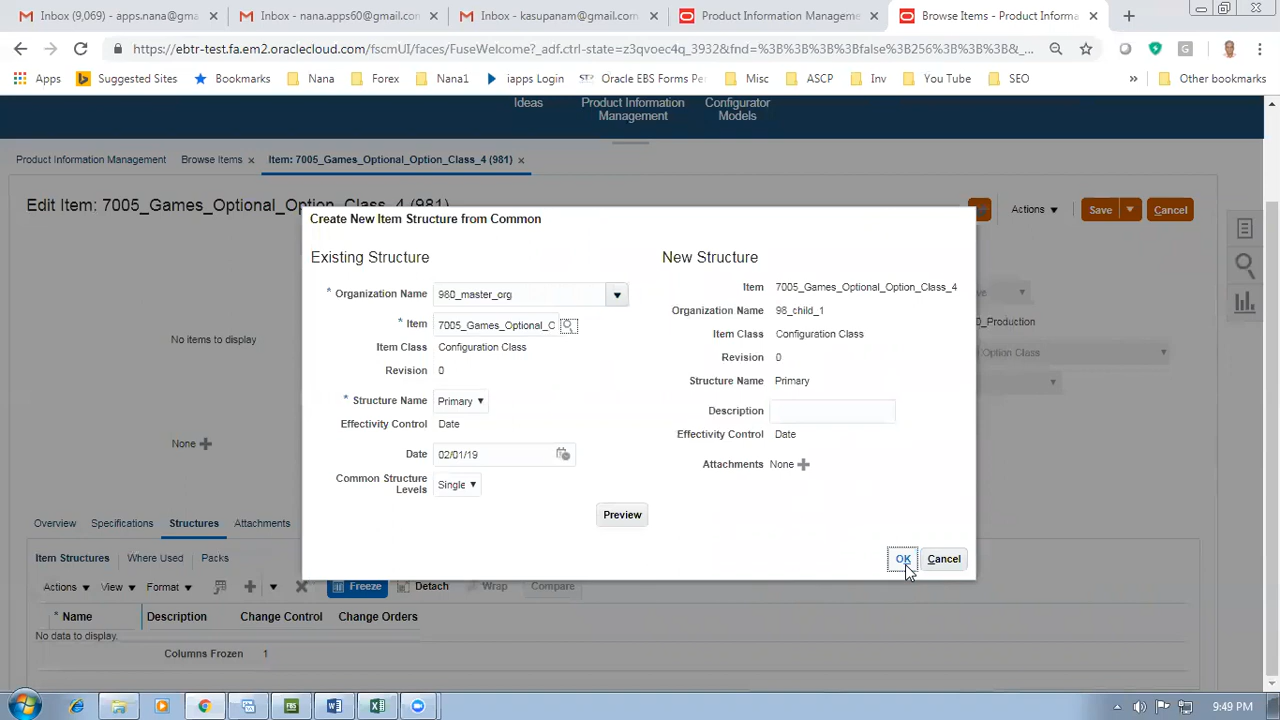 Inbox (9,069) - apps.nana@gma
Inbox - nana.apps60@gmail.com
Inbox - kasupanam@gmail.com
Product Information Manageme
Browse Items - Product Informa
https://ebtr-test.fa.em2.oraclecloud.com/fscmUI/faces/FuseWelcome?_adf.ctrl-state=z3qvoec4q_3932&fnd=%3B%3B%3B%3Bfalse%3B256%3B%3B%3B&_...
Apps
Suggested Sites
Bookmarks
Nana
Forex
Nana1
iapps Login
Oracle EBS Forms Pe
Misc
ASCP
Inv
You Tube
SEO
»
Other bookmarks
Ideas
Product Information
Management
Configurator
Models
Product Information Management
Browse Items
Item: 7005_Games_Optional_Option_Class_4 (981)
Edit Item: 7005_Games_Optional_Option_Class_4 (981)
Actions
Save
Cancel
Create New Item Structure from Common
Existing Structure
New Structure
* Organization Name 960_master_org
* Item 7005_Games_Optional_C
Item Class Configuration Class
Revision 0
* Structure Name Primary
Effectivity Control Date
Date 02/01/19
Common Structure
Levels
Single
Item 7005_Games_Optional_Option_Class_4
Organization Name 96_child_1
Item Class Configuration Class
Revision 0
Structure Name Primary
Description
Effectivity Control Date
Attachments None
Preview
OK
Cancel
No items to display
None
0_Production
Option Class
Overview
Specifications
Structures
Attachments
Item Structures
Where Used
Packs
Actions
View
Format
Freeze
Detach
Wrap
Compare
* Name
Description
Change Control
Change Orders
No data to display.
Columns Frozen 1
9:49 PM